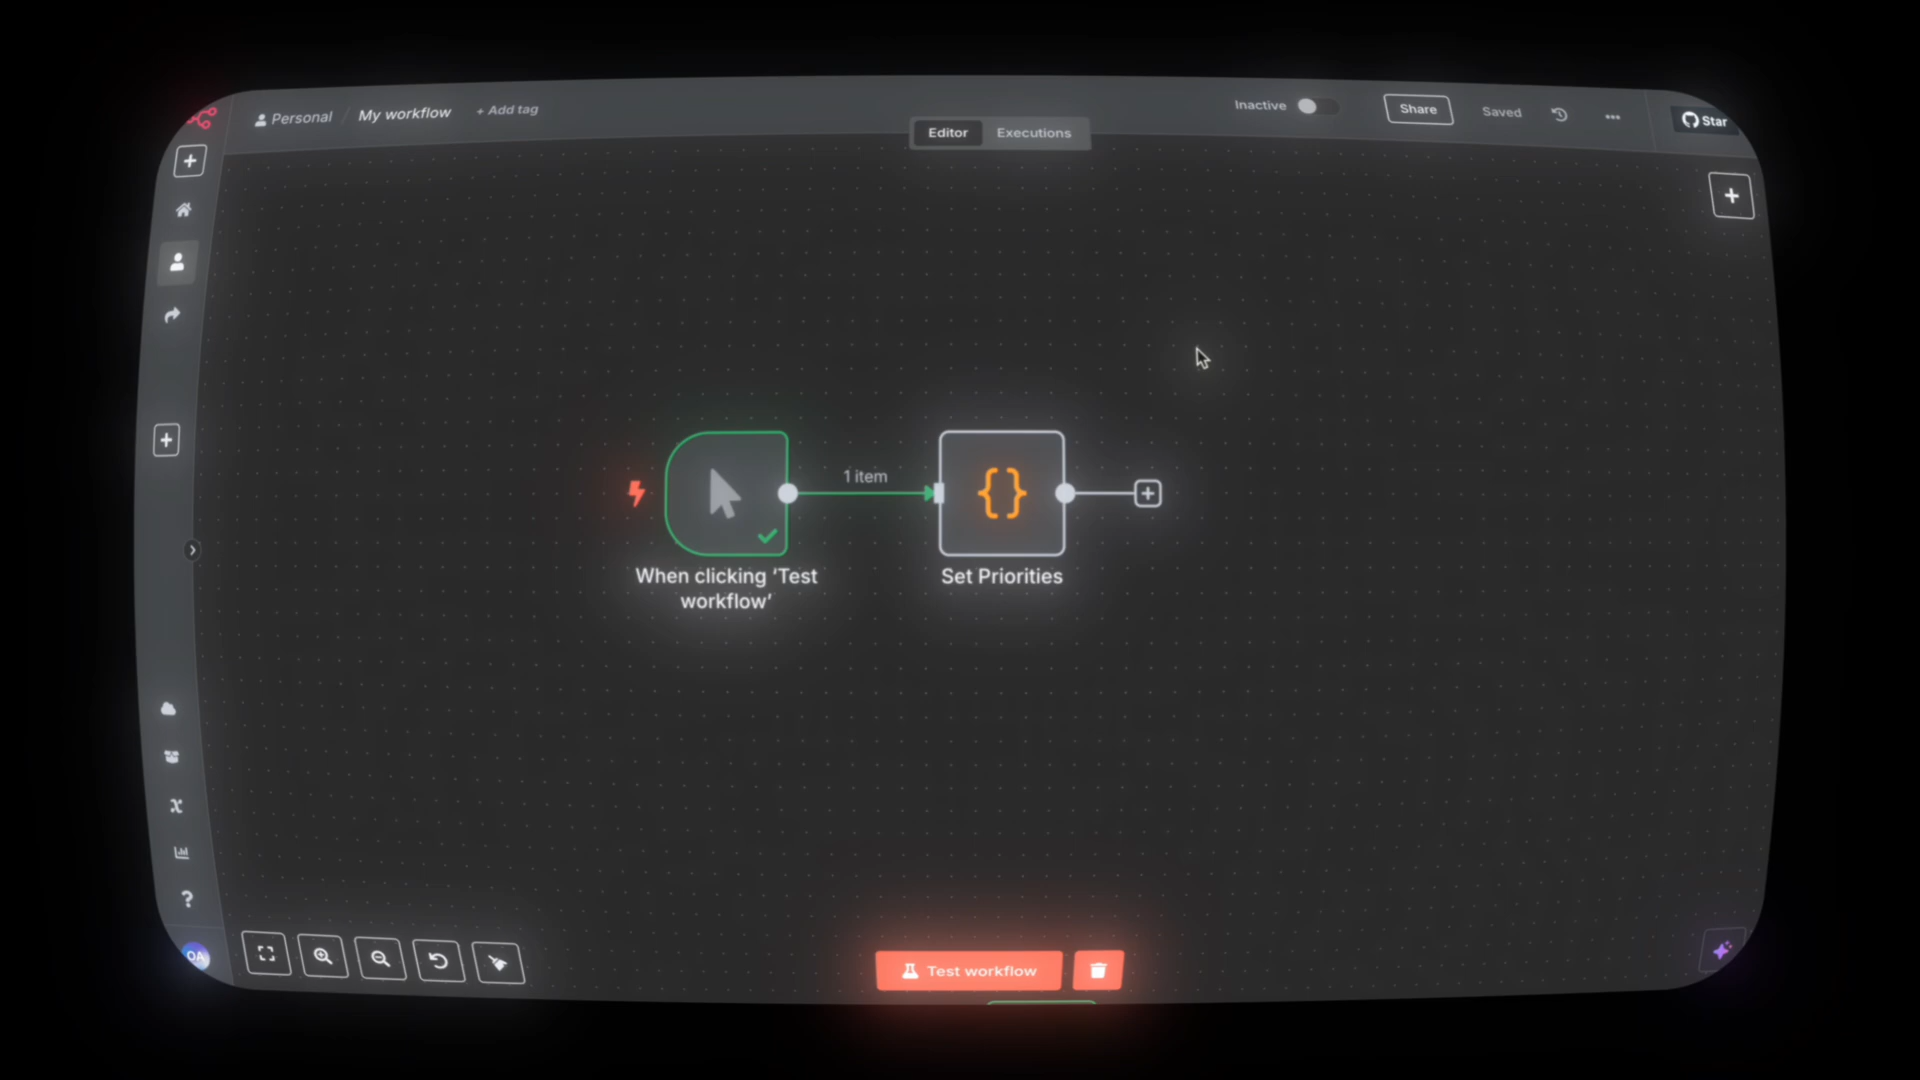 Personal / My workflow + Add tag
Inactive
Share
Saved
Star
Editor Executions
1 item
{}
When clicking ‘Test
workflow’
Set Priorities
?
OA
Test workflow